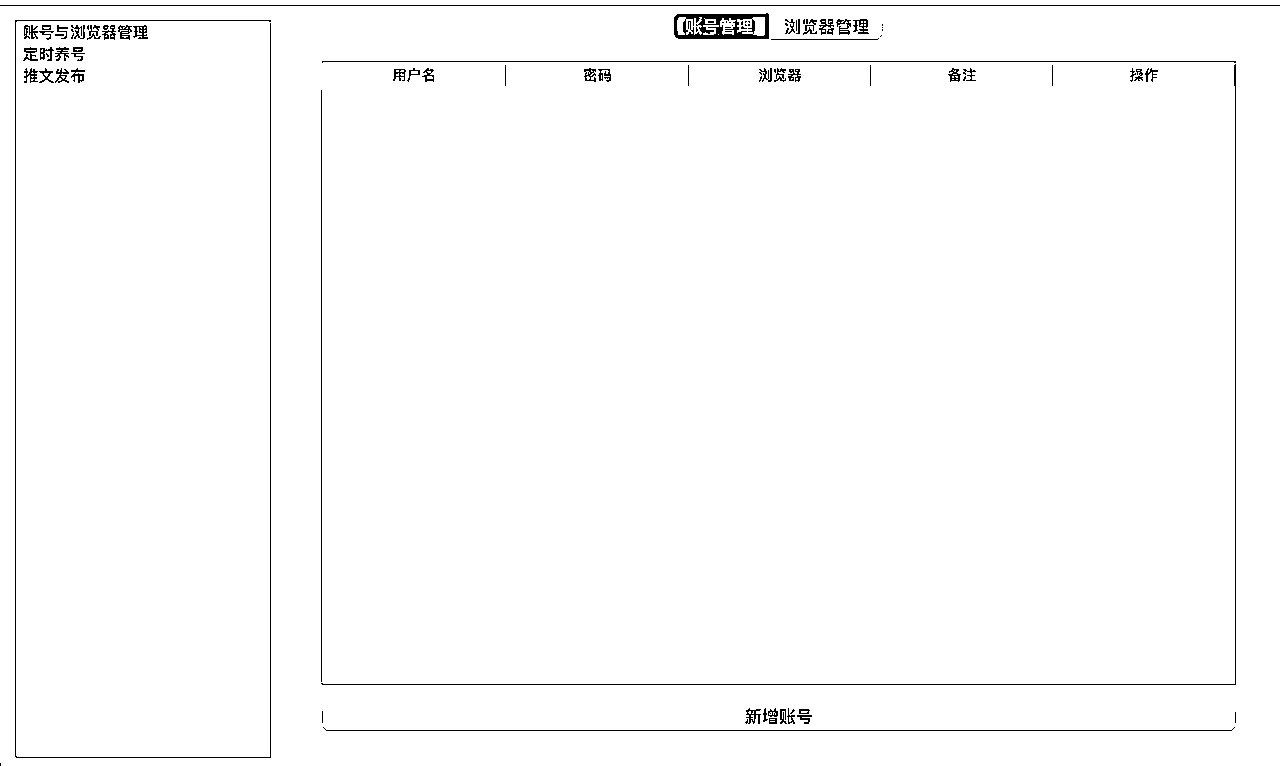 账号与浏览器管理
定时养号
推文发布
账号管理 浏览器管理
用户名 密码 浏览器 备注 操作
新增账号